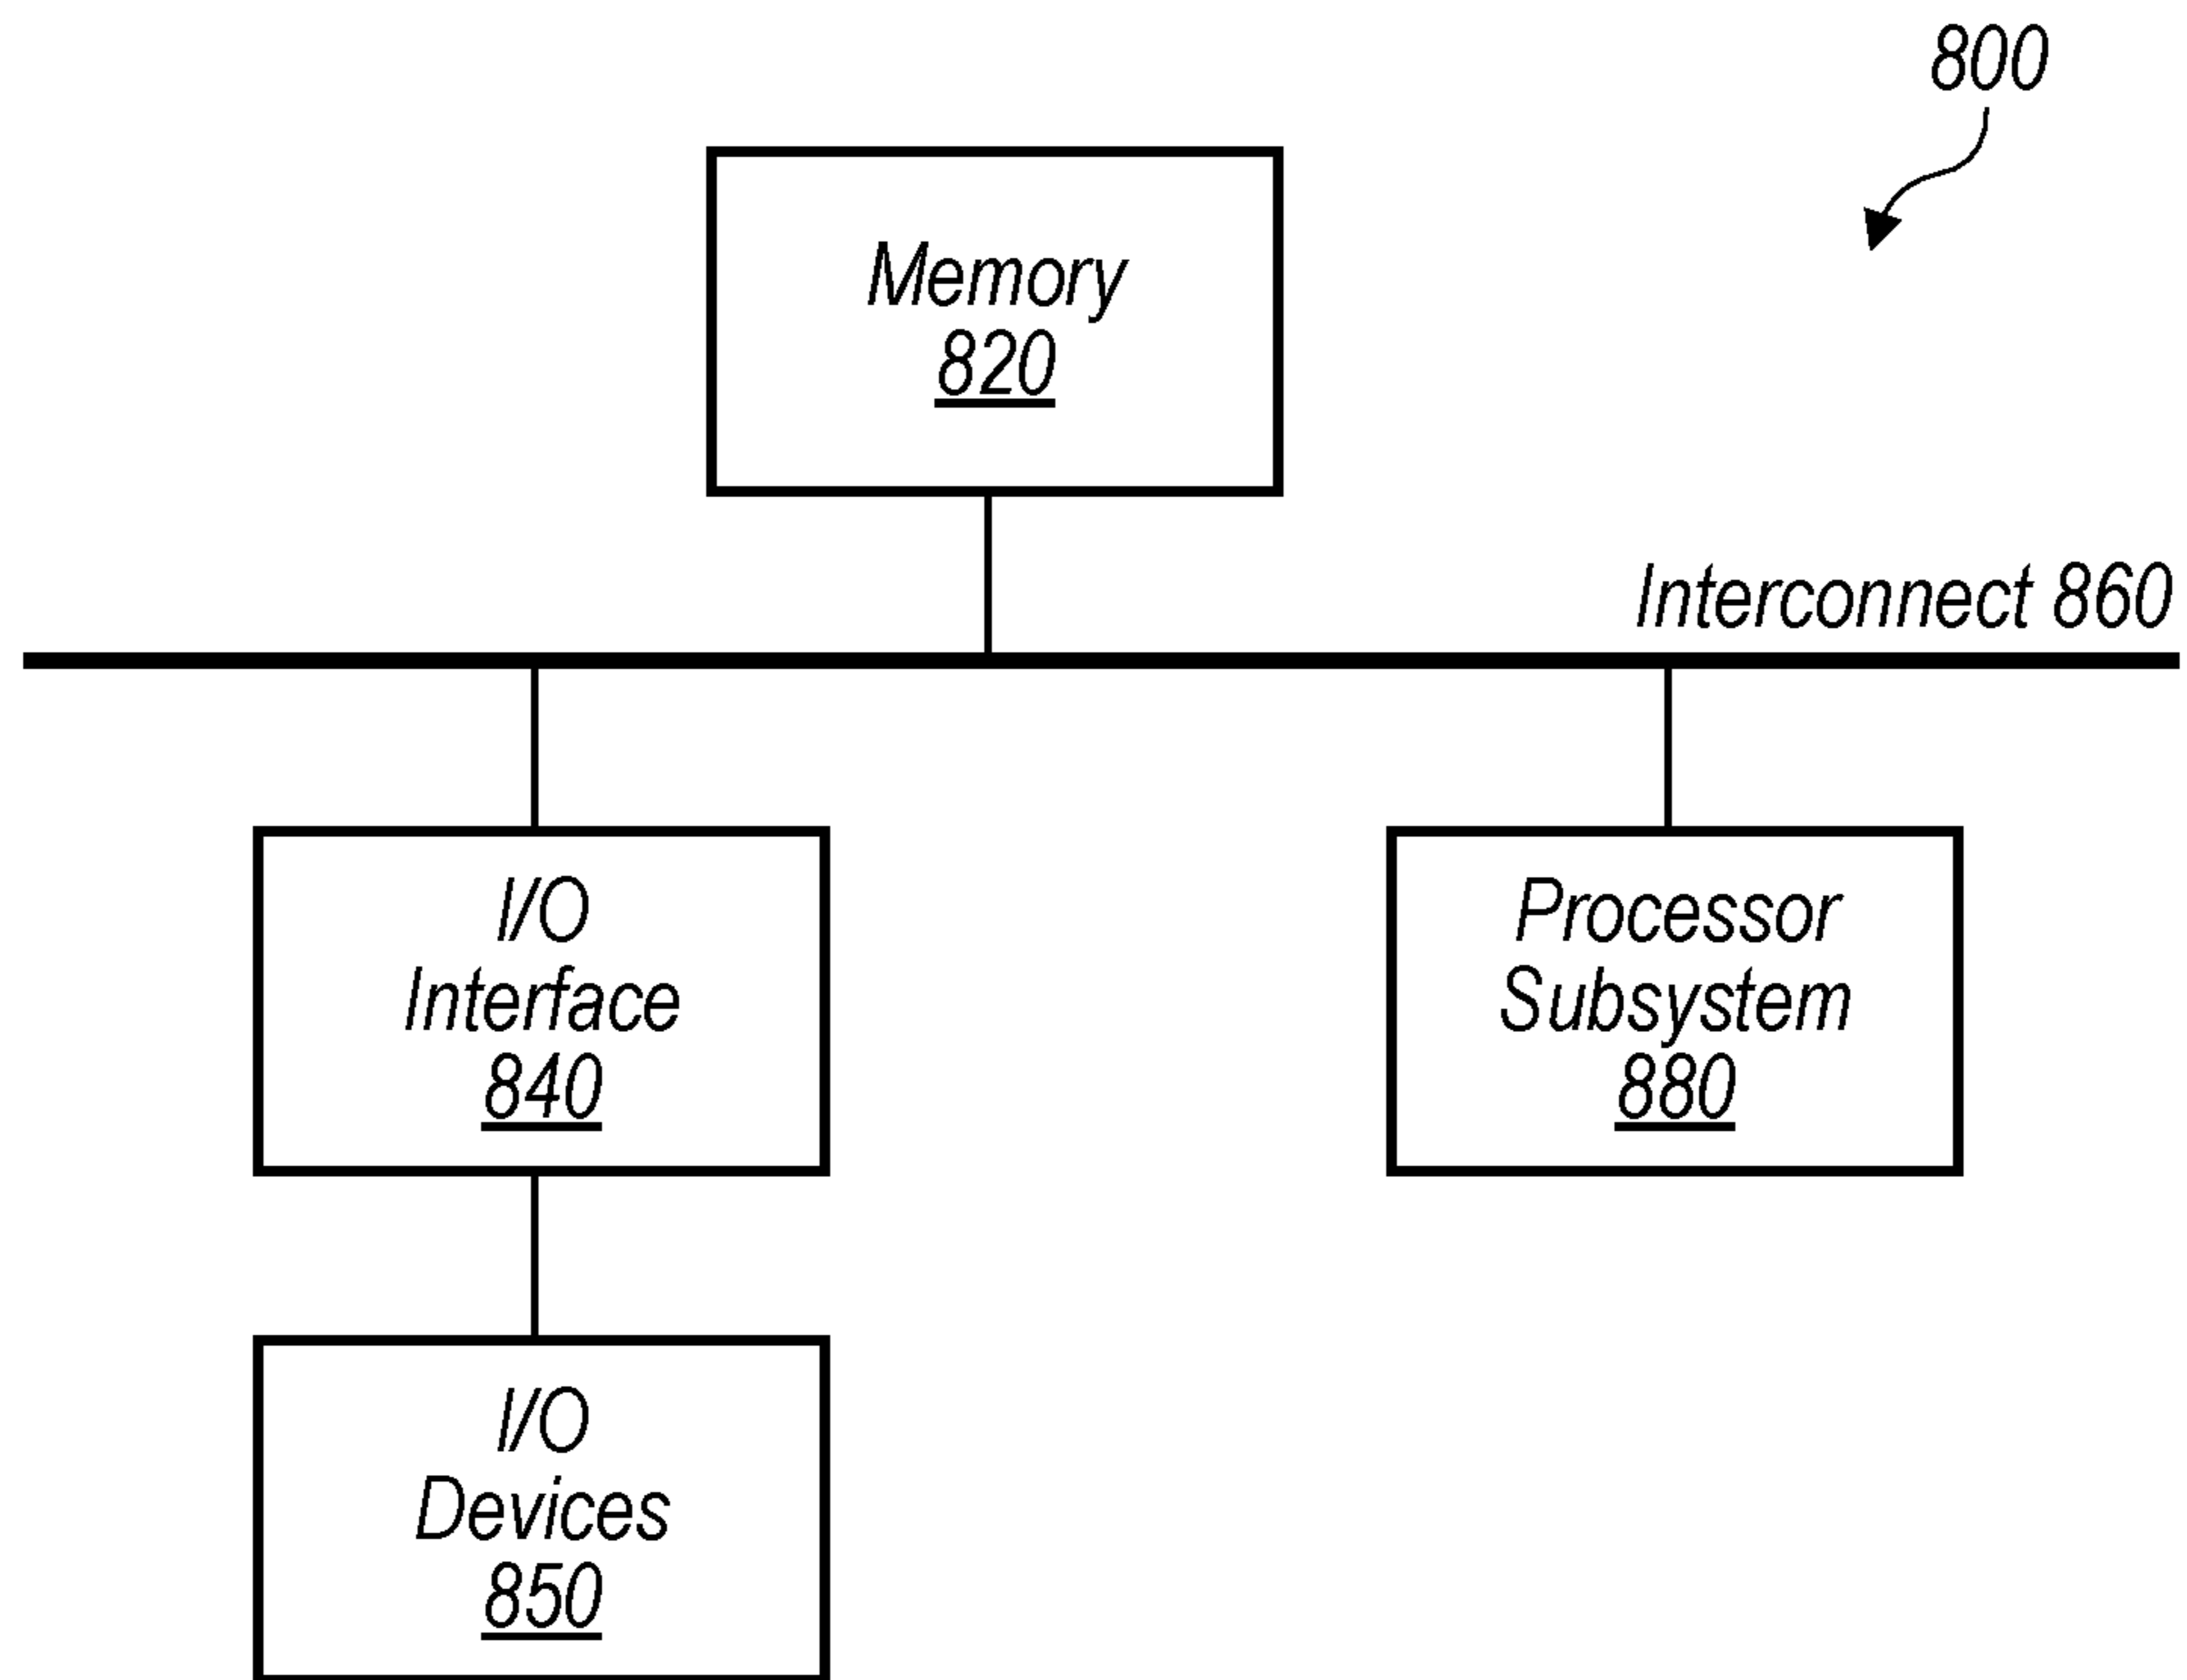 800
Memory
820
Interconnect 860
I/O
Interface
840
Processor
Subsystem
880
I/O
Devices
850